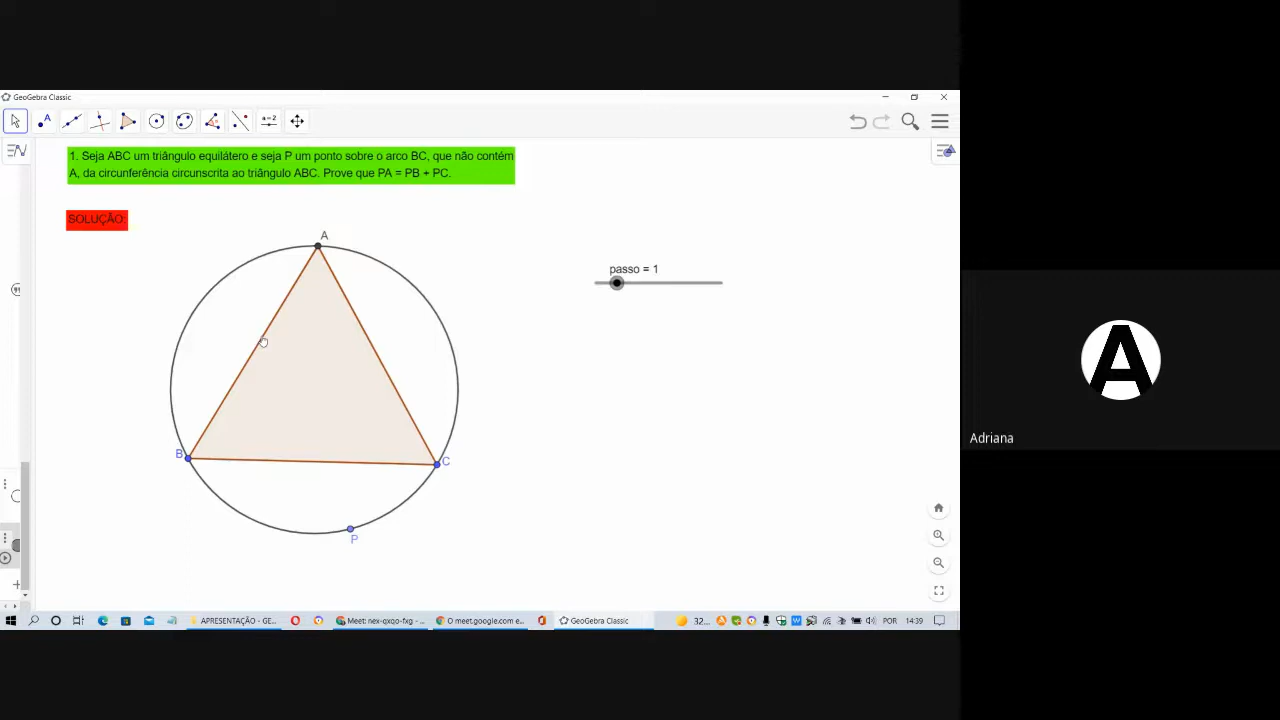 GeoGebra Classic
A
a=2
1. Seja ABC um triângulo equilátero e seja P um ponto sobre o arco BC, que não contém
A, da circunferência circunscrita ao triângulo ABC. Prove que PA = PB + PC.
SOLUÇÃO:
A
passo = 1
A
Adriana
B
C
P
APRESENTAÇÃO - GE...
Meet: nex-qxqo-fxg - ...
O meet.google.com e...
GeoGebra Classic
32...
POR
14:39